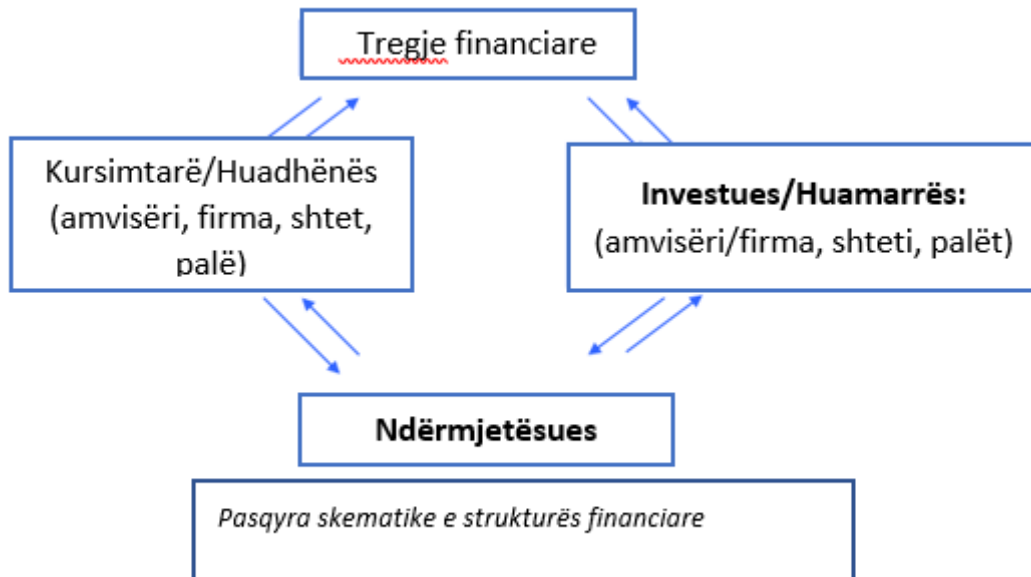 Tregje financiare
Kursimtarë/Huadhënës
(amvisëri, firma, shtet,
palë)
Investues/Huamarrës:
(amvisëri/firma, shteti, palët)
Ndërmjetësues
Pasqyra skematike e strukturës financiare